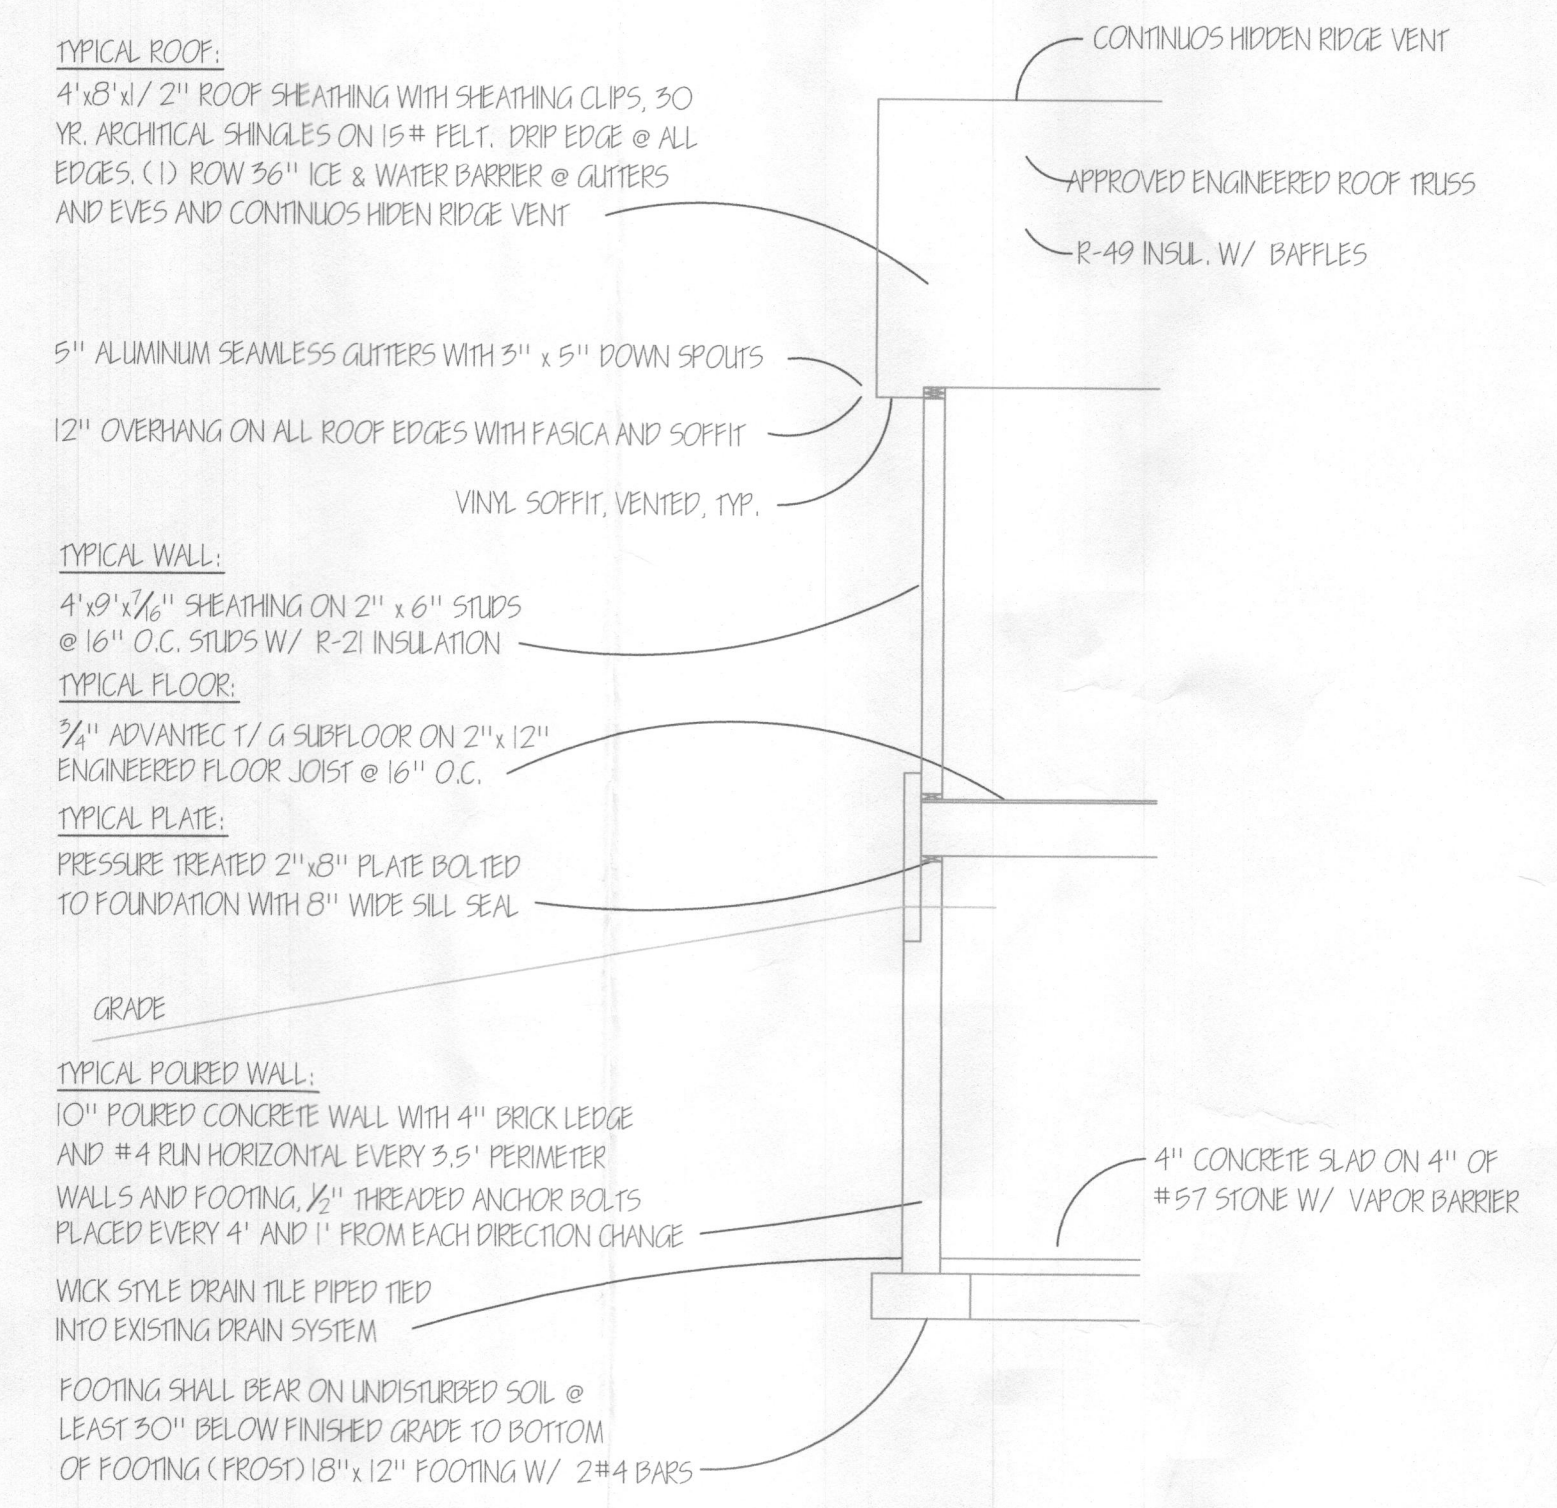 TYPICAL ROOF:
4'x8'x1/2" ROOF SHEATHING WITH SHEATHING CLIPS, 30
YR. ARCHITICAL SHINGLES ON 15# FELT. DRIP EDGE @ ALL
EDGES. (1) ROW 36" ICE & WATER BARRIER @ GUTTERS
AND EVES AND CONTINUOS HIDEN RIDGE VENT
CONTINUOS HIDDEN RIDGE VENT
APPROVED ENGINEERED ROOF TRUSS
R-49 INSUL. W/ BAFFLES
5" ALUMINUM SEAMLESS GUTTERS WITH 3" x 5" DOWN SPOUTS
12" OVERHANG ON ALL ROOF EDGES WITH FASICA AND SOFFIT
VINYL SOFFIT, VENTED, TYP.
TYPICAL WALL:
4'x9'x7/16" SHEATHING ON 2" x 6" STUDS
@ 16" O.C. STUDS W/ R-21 INSULATION
TYPICAL FLOOR:
3/4" ADVANTEC T/G SUBFLOOR ON 2"x 12"
ENGINEERED FLOOR JOIST @ 16" O.C.
TYPICAL PLATE:
PRESSURE TREATED 2"x8" PLATE BOLTED
TO FOUNDATION WITH 8" WIDE SILL SEAL
GRADE
TYPICAL POURED WALL:
10" POURED CONCRETE WALL WITH 4" BRICK LEDGE
AND #4 RUN HORIZONTAL EVERY 3.5' PERIMETER
WALLS AND FOOTING, 1/2" THREADED ANCHOR BOLTS
PLACED EVERY 4' AND 1' FROM EACH DIRECTION CHANGE
4" CONCRETE SLAD ON 4" OF
#57 STONE W/ VAPOR BARRIER
WICK STYLE DRAIN TILE PIPED TIED
INTO EXISTING DRAIN SYSTEM
FOOTING SHALL BEAR ON UNDISTURBED SOIL @
LEAST 30" BELOW FINISHED GRADE TO BOTTOM
OF FOOTING (FROST) 18"x 12" FOOTING W/ 2#4 BARS